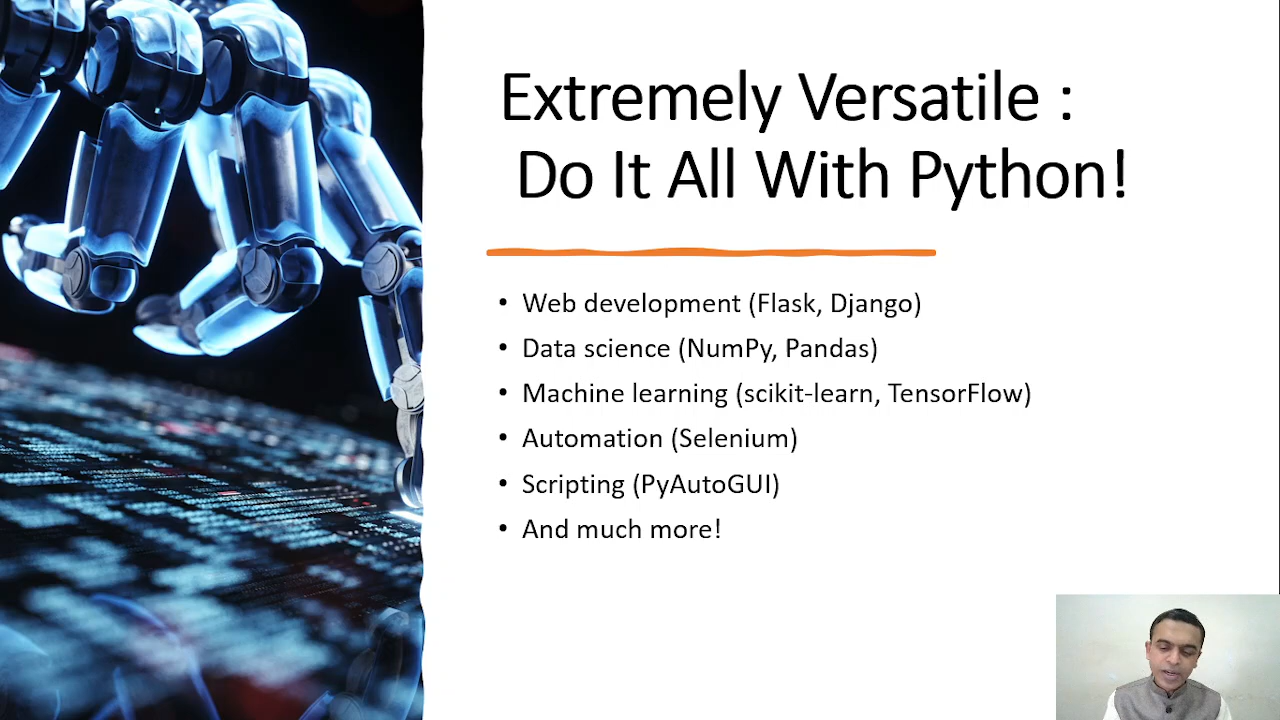 Extremely Versatile :
Do It All With Python!
• Web development (Flask, Django)
• Data science (NumPy, Pandas)
• Machine learning (scikit-learn, TensorFlow)
• Automation (Selenium)
• Scripting (PyAutoGUI)
• And much more!